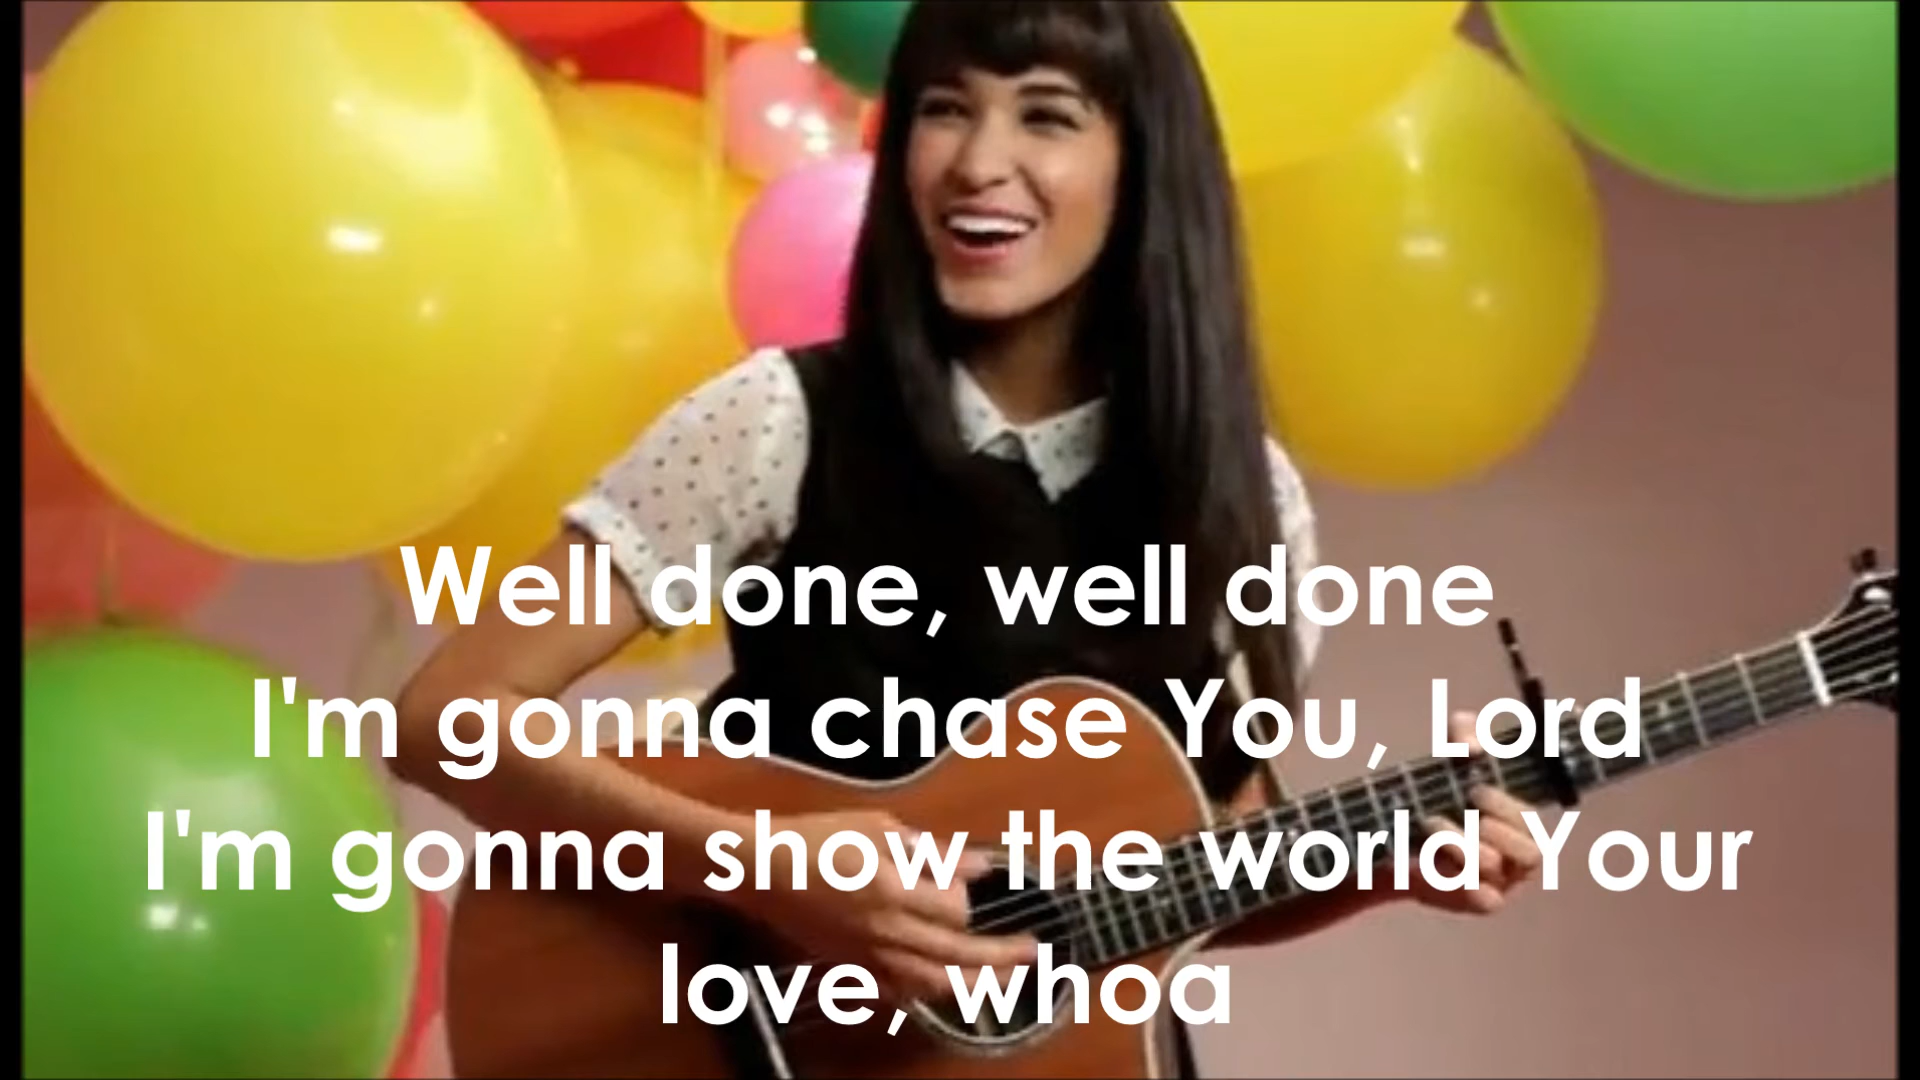 Well done, well done
I'm gonna chase You, Lord
I'm gonna show the world Your
love, whoa